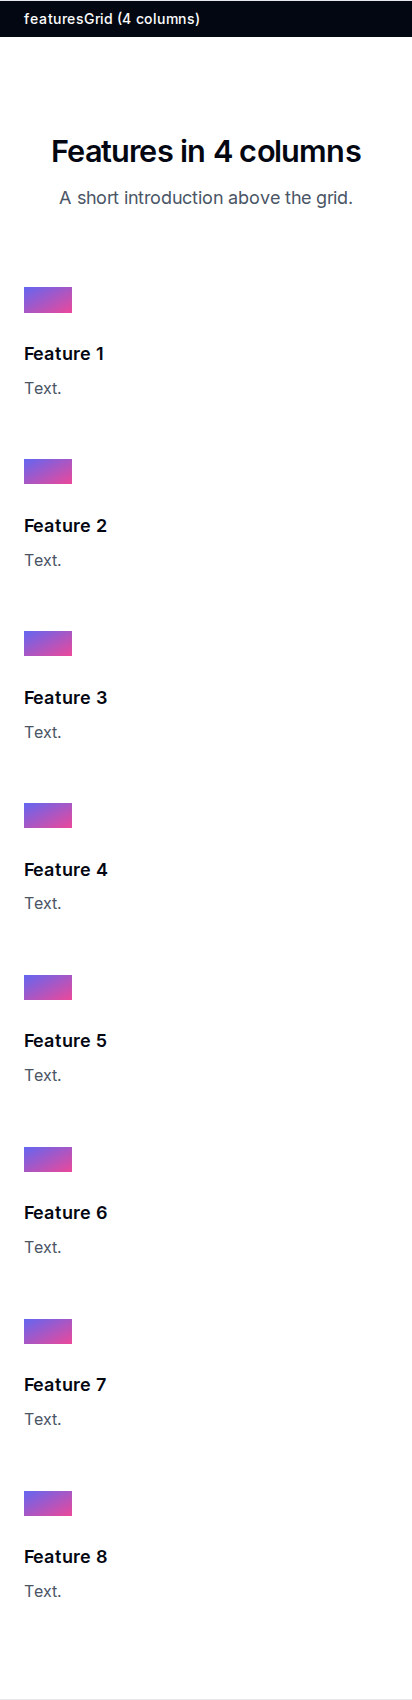 featuresGrid (4 columns)
Features in 4 columns
A short introduction above the grid.
Feature 1
Text.
Feature 2
Text.
Feature 3
Text.
Feature 4
Text.
Feature 5
Text.
Feature 6
Text.
Feature 7
Text.
Feature 8
Text.